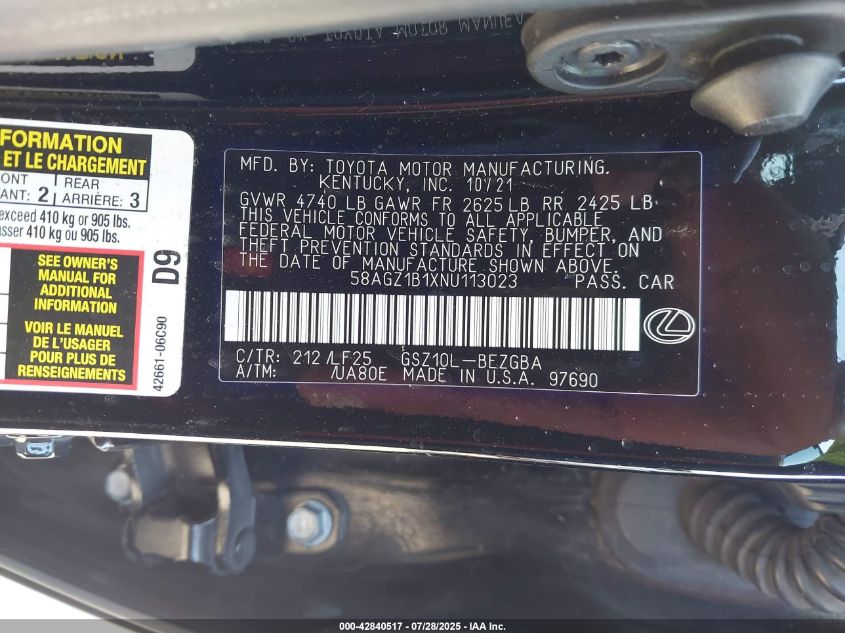 FORMATION
ET LE CHARGEMENT
ONT
REAR
ANT: 2
ARRIÈRE: 3
exceed 410 kg or 905 lbs.
asser 410 kg ou 905 lbs.
SEE OWNER'S
MANUAL FOR
ADDITIONAL
INFORMATION
VOIR LE MANUEL
DE L'USAGER
POUR PLUS DE
RENSEIGNEMENTS
D9
42661-06C90
MFD. BY: TOYOTA MOTOR MANUFACTURING.
KENTUCKY, INC. 10/21
GVWR 4740 LB GAWR FR 2625 LB RR 2425 LB
THIS VEHICLE CONFORMS TO ALL APPLICABLE
FEDERAL MOTOR VEHICLE SAFETY, BUMPER, AND
THEFT PREVENTION STANDARDS IN EFFECT ON
THE DATE OF MANUFACTURE SHOWN ABOVE.
58AGZ1B1XNU113023 PASS. CAR
C/TR: 212 /LF25 GSZ10L-BEZGBA
A/TM: /UA80E MADE IN U.S.A. 97690
000-42840517 - 07/28/2025 - IAA Inc.